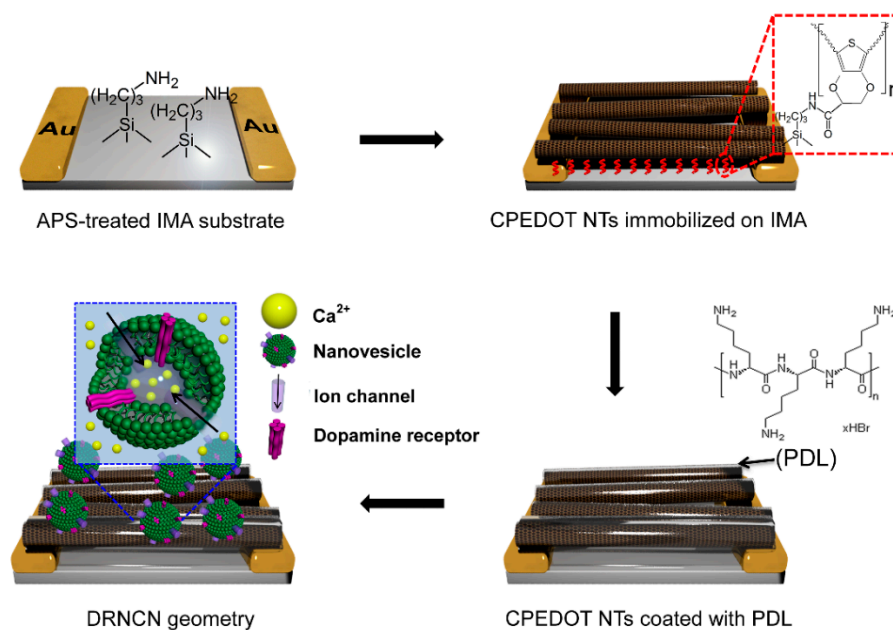 NH2
NH2
(H2C)3
(H2C)3
Au
Si
Si
Au
APS-treated IMA substrate
S
O
O
HN
O
(H2C)3
Si
CPEDOT NTs immobilized on IMA
Ca2+
Nanovesicle
Ion channel
Dopamine receptor
DRNCN geometry
NH2
NH2
H
N
O
H
N
O
N
H
O
n
NH2
xHBr
(PDL)
CPEDOT NTs coated with PDL